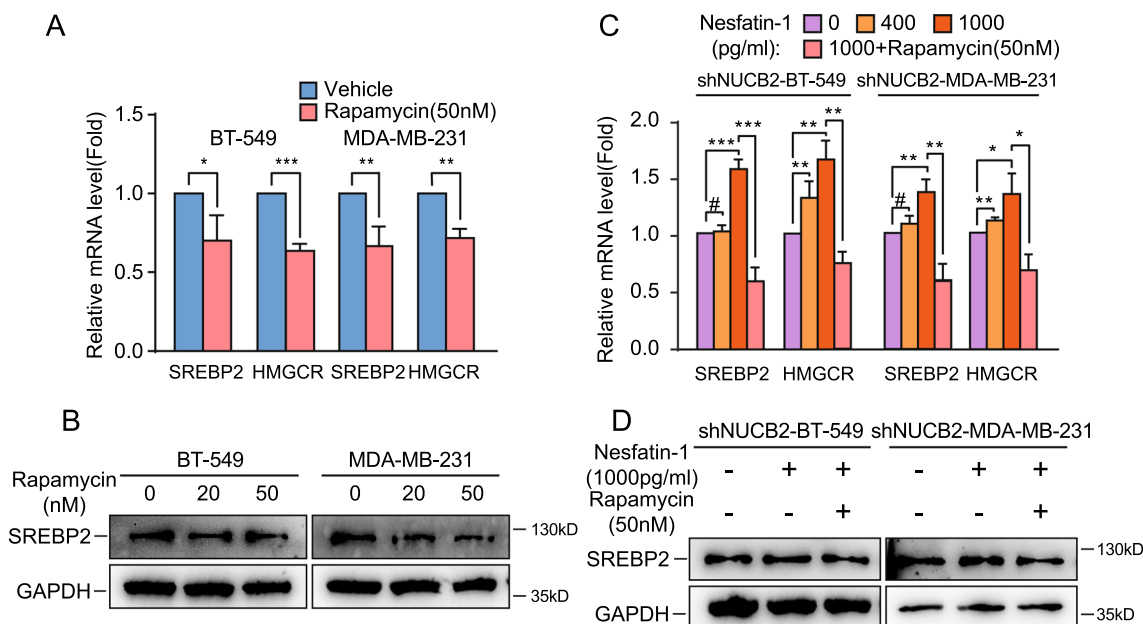 A
Vehicle
Rapamycin(50nM)
BT-549
MDA-MB-231
Relative mRNA level(Fold)
1.5
1.0
0.5
0.0
*
***
**
**
SREBP2
HMGCR
SREBP2
HMGCR
B
BT-549
MDA-MB-231
Rapamycin
(nM)
0
20
50
0
20
50
SREBP2
130kD
GAPDH
35kD
C
Nesfatin-1
(pg/ml):
0
400
1000
1000+Rapamycin(50nM)
shNUCB2-BT-549
shNUCB2-MDA-MB-231
Relative mRNA level(Fold)
2.0
1.5
1.0
0.5
0.0
***
***
#
**
**
**
**
**
#
*
*
**
SREBP2
HMGCR
SREBP2
HMGCR
D
shNUCB2-BT-549
shNUCB2-MDA-MB-231
Nesfatin-1
(1000pg/ml)
- + + - + +
Rapamycin
(50nM)
- - + - - +
SREBP2
130kD
GAPDH
35kD